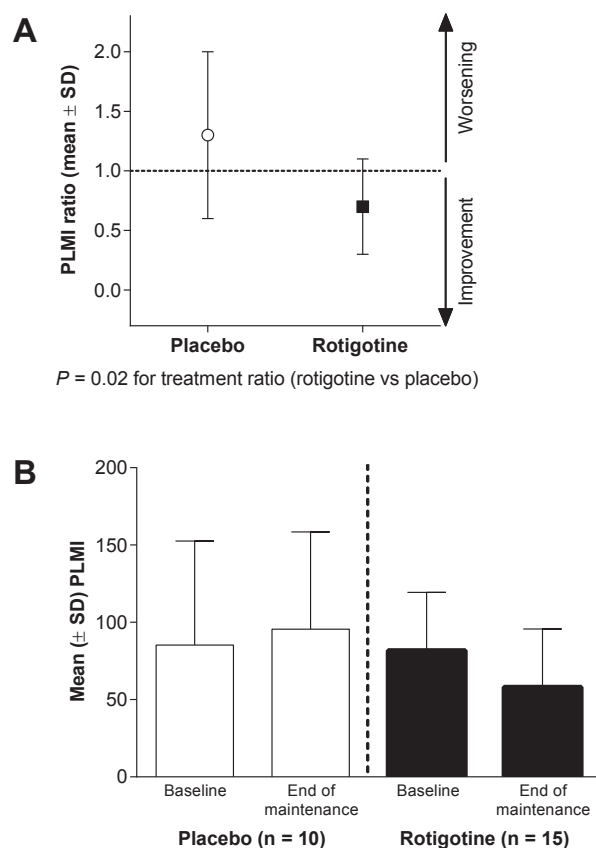 A
PLMI ratio (mean ± SD)
2.0
1.5
1.0
0.5
0.0
Worsening
Improvement
Placebo
Rotigotine
P = 0.02 for treatment ratio (rotigotine vs placebo)
B
Mean (± SD) PLMI
200
150
100
50
0
Baseline
End of
maintenance
Baseline
End of
maintenance
Placebo (n = 10)
Rotigotine (n = 15)